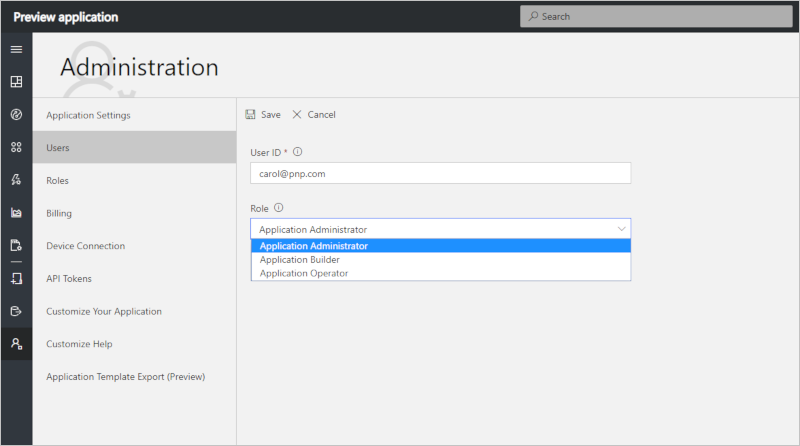 Preview application
Search
Administration
Application Settings
Users
Roles
Billing
Device Connection
API Tokens
Customize Your Application
Customize Help
Application Template Export (Preview)
Save Cancel
User ID *
carol@pnp.com
Role
Application Administrator
Application Administrator
Application Builder
Application Operator